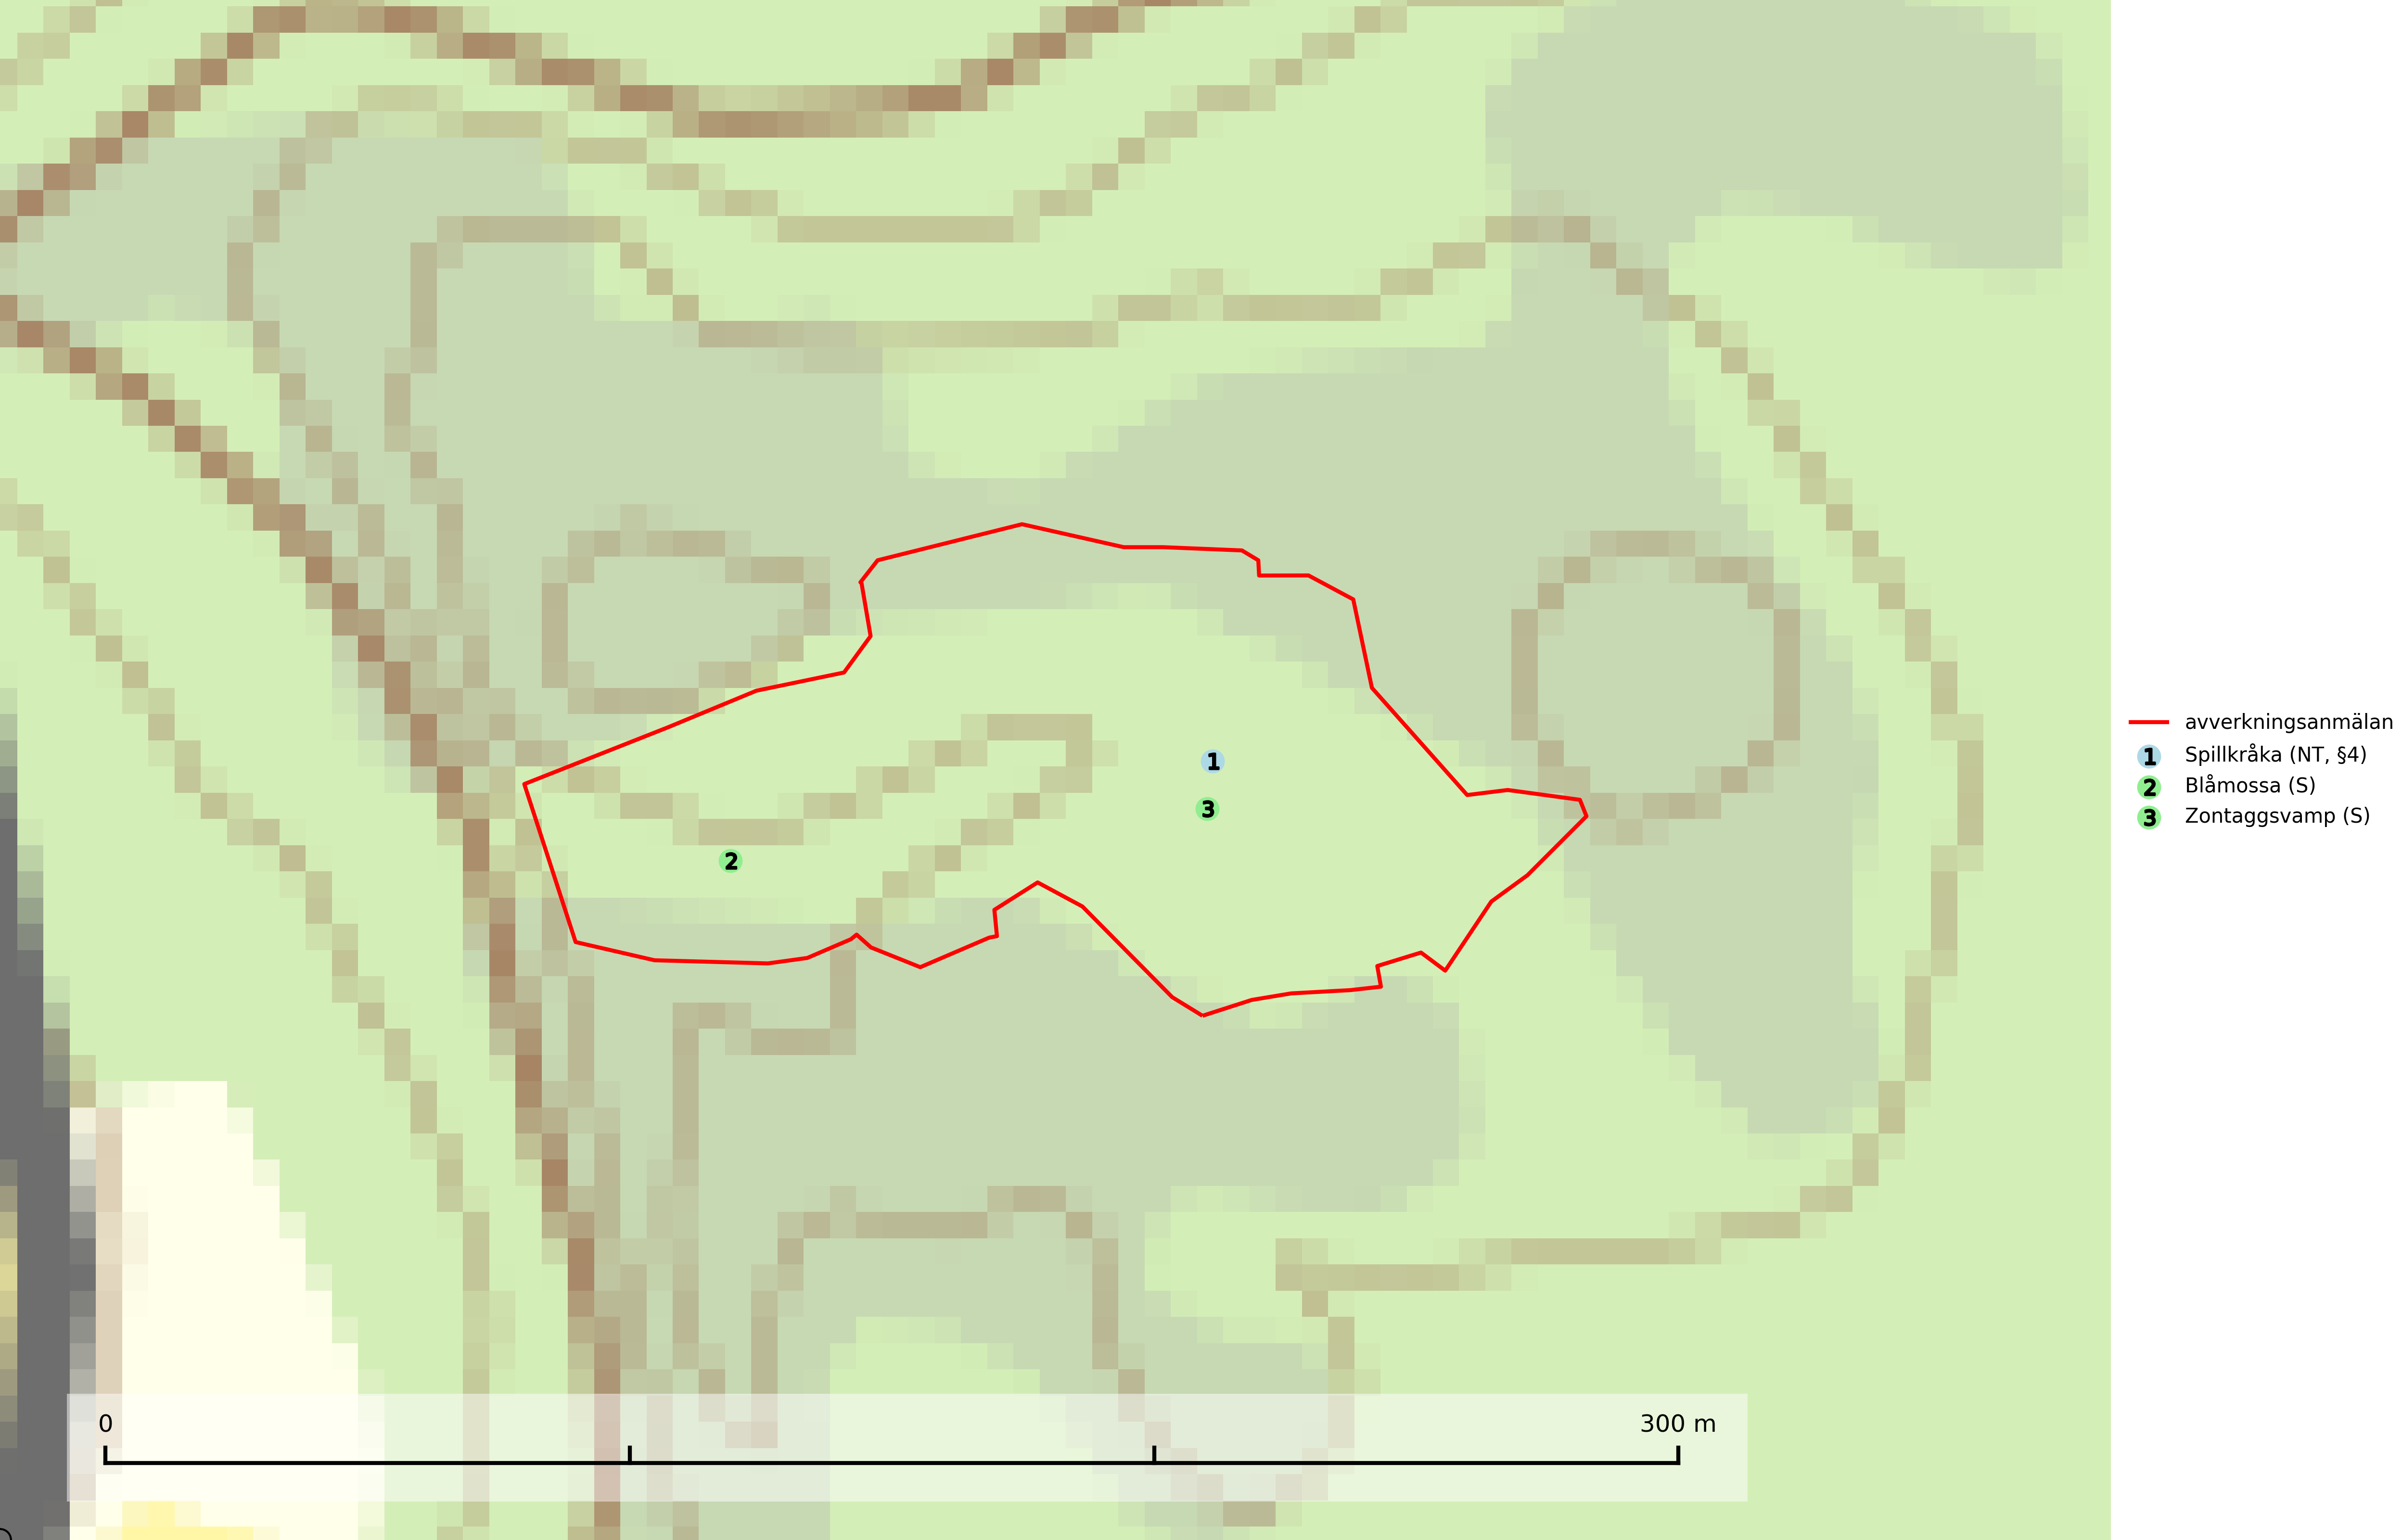 1
3
2
avverkningsanmälan
1 Spillkråka (NT, §4)
2 Blåmossa (S)
3 Zontaggsvamp (S)
0 300 m